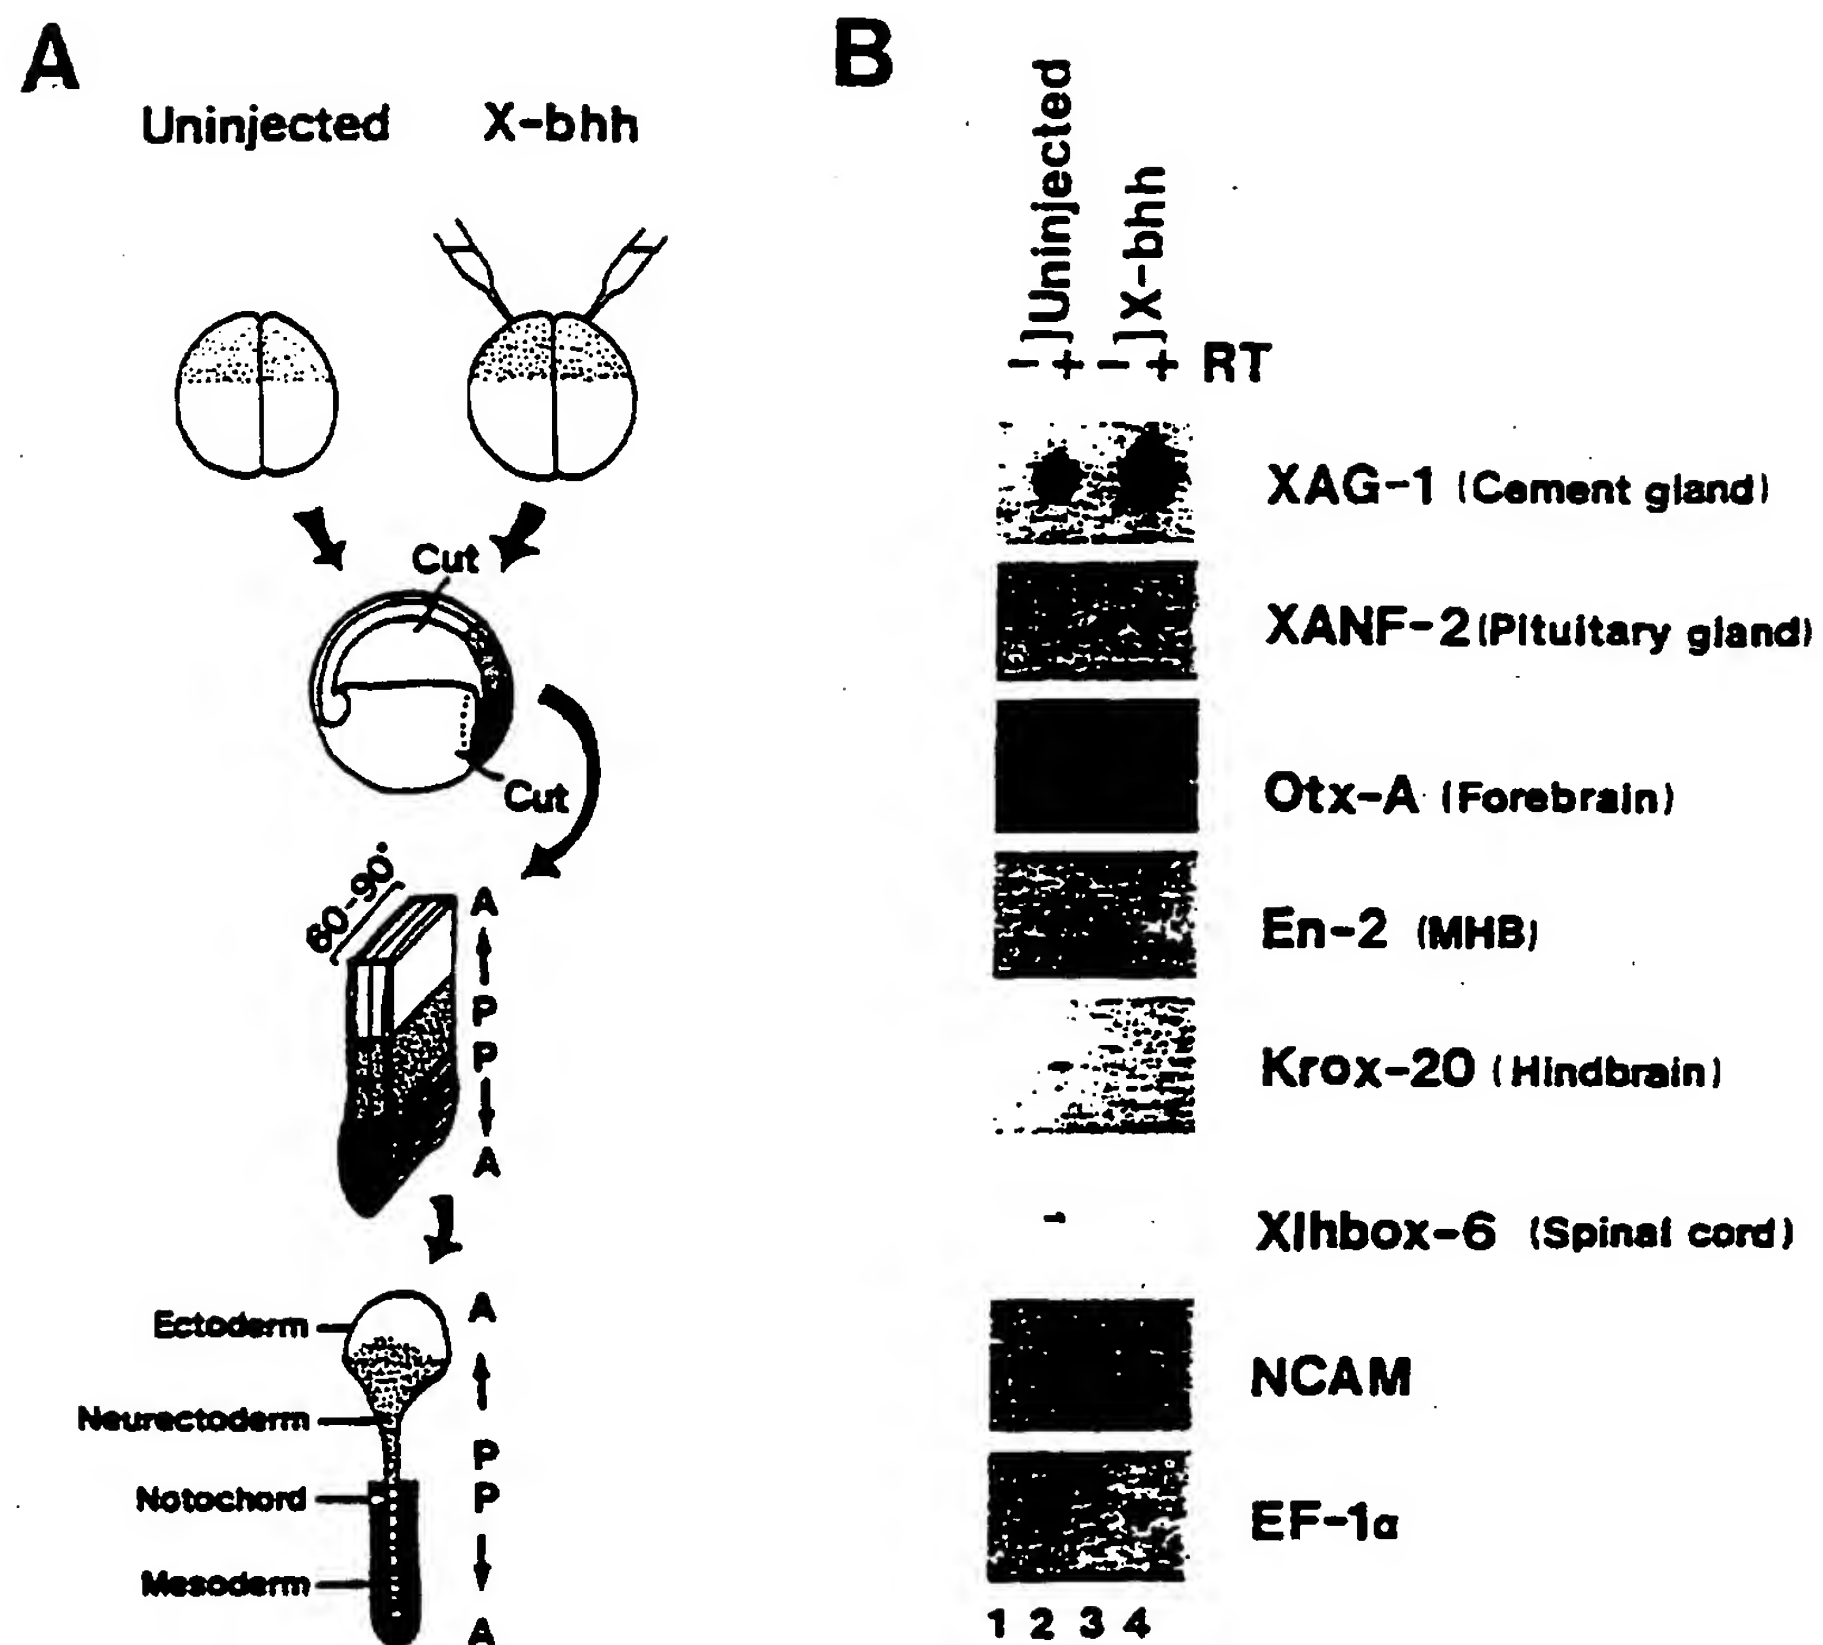 A
Uninjected X-bhh
Cut
Cut
60-90°
A
P
P
A
Ectoderm
Neurectoderm
Notochord
Mesoderm
A
P
P
A
B
Uninjected
X-bhh
- + - + RT
XAG-1 (Cement gland)
XANF-2 (Pituitary gland)
Otx-A (Forebrain)
En-2 (MHB)
Krox-20 (Hindbrain)
Xlhbox-6 (Spinal cord)
NCAM
EF-1α
1 2 3 4